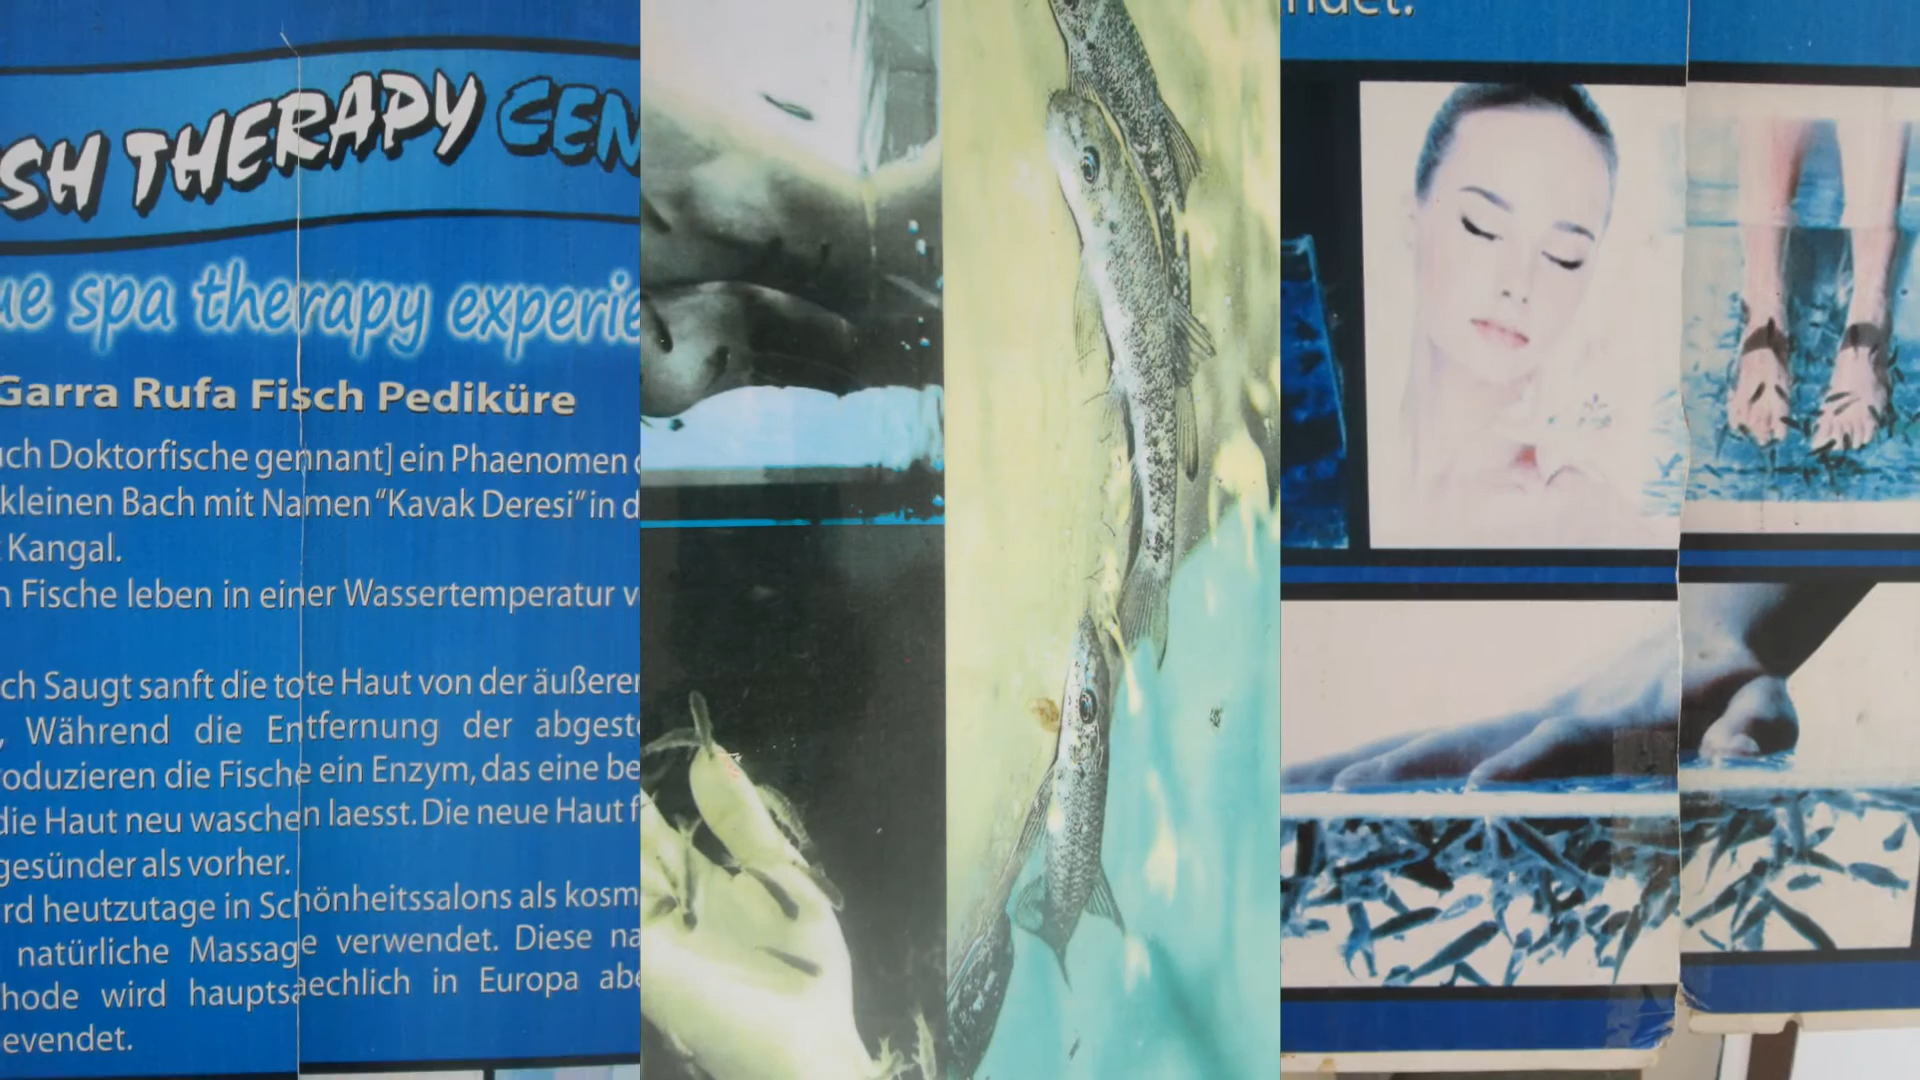 SH THERAPY CEN
ue spa therapy experie
Garra Rufa Fisch Pediküre
uch Doktorfische gennant] ein Phaenomen
kleinen Bach mit Namen "Kavak Deresi" in d
Kangal.
n Fische leben in einer Wassertemperatur v
ch Saugt sanft die tote Haut von der äußerer
, Während die Entfernung der abgest
oduzieren die Fische ein Enzym, das eine be
die Haut neu waschen laesst. Die neue Haut f
gesünder als vorher.
rd heutzutage in Schönheitssalons als kosm
natürliche Massage verwendet. Diese na
hode wird hauptsaechlich in Europa abe
evendet.
ndet.